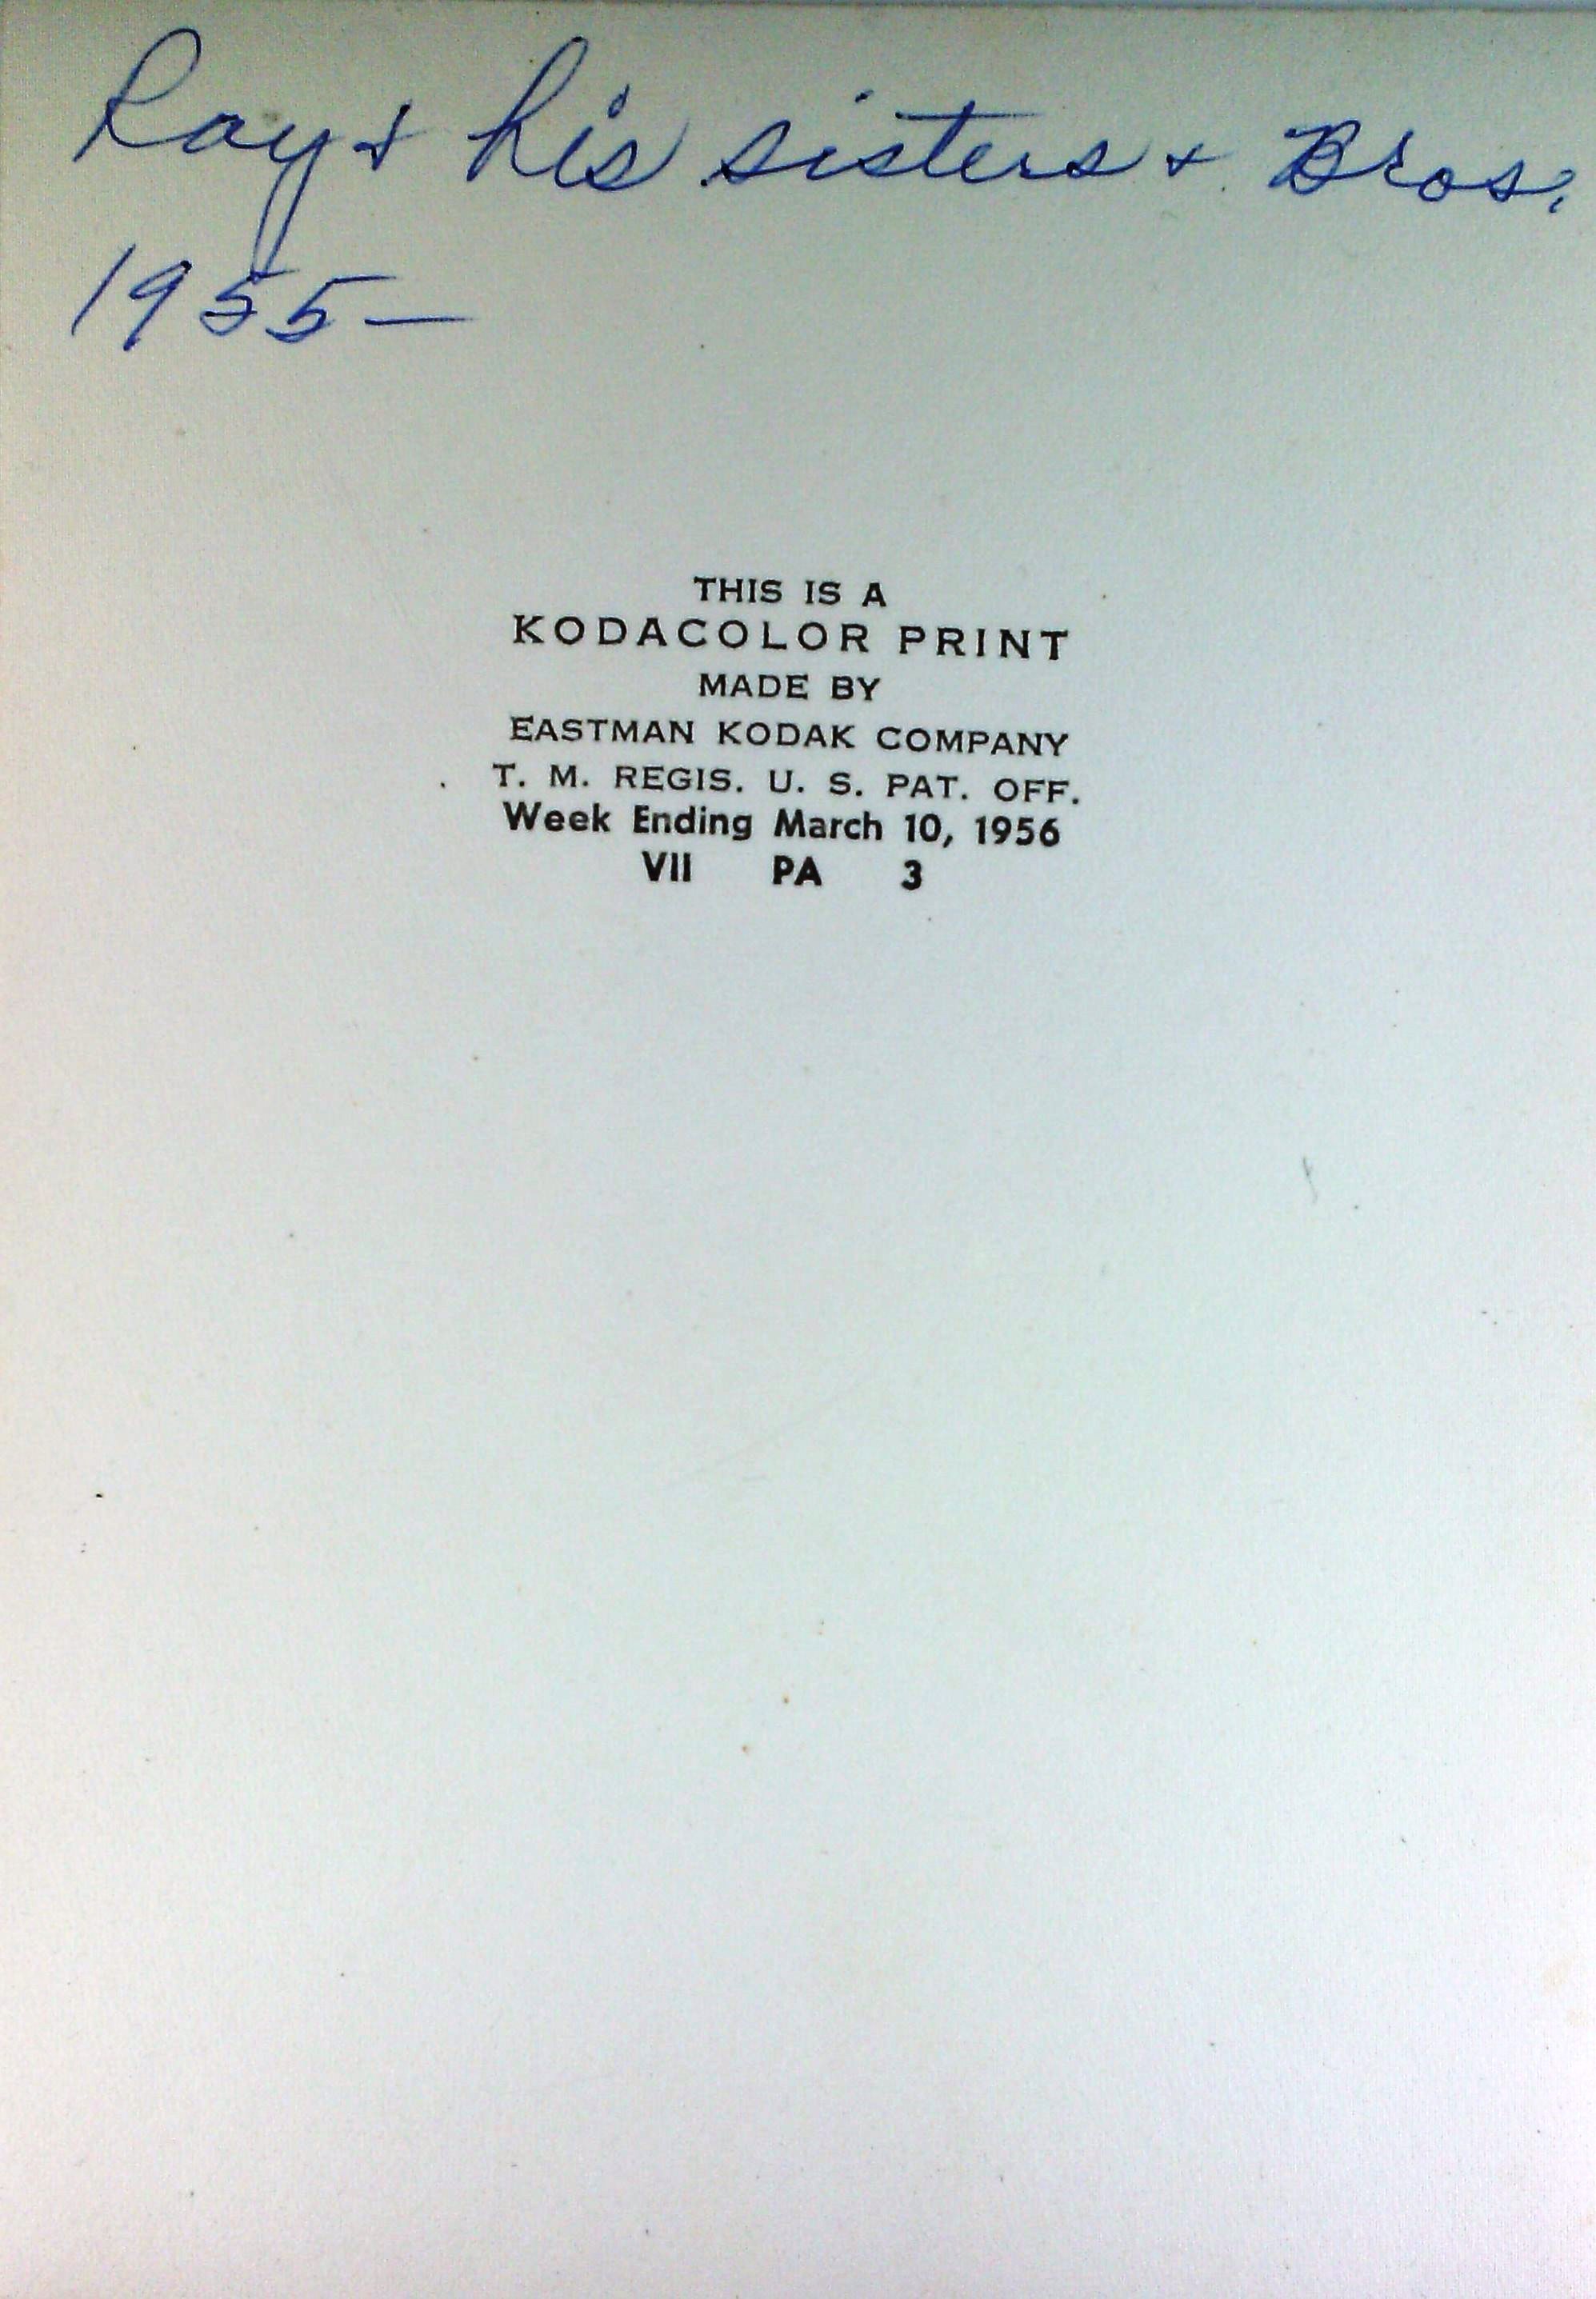 Roy & his sisters & Bros.
1955—
THIS IS A
KODACOLOR PRINT
MADE BY
EASTMAN KODAK COMPANY
T. M. REGIS. U. S. PAT. OFF.
Week Ending March 10, 1956
VII PA 3